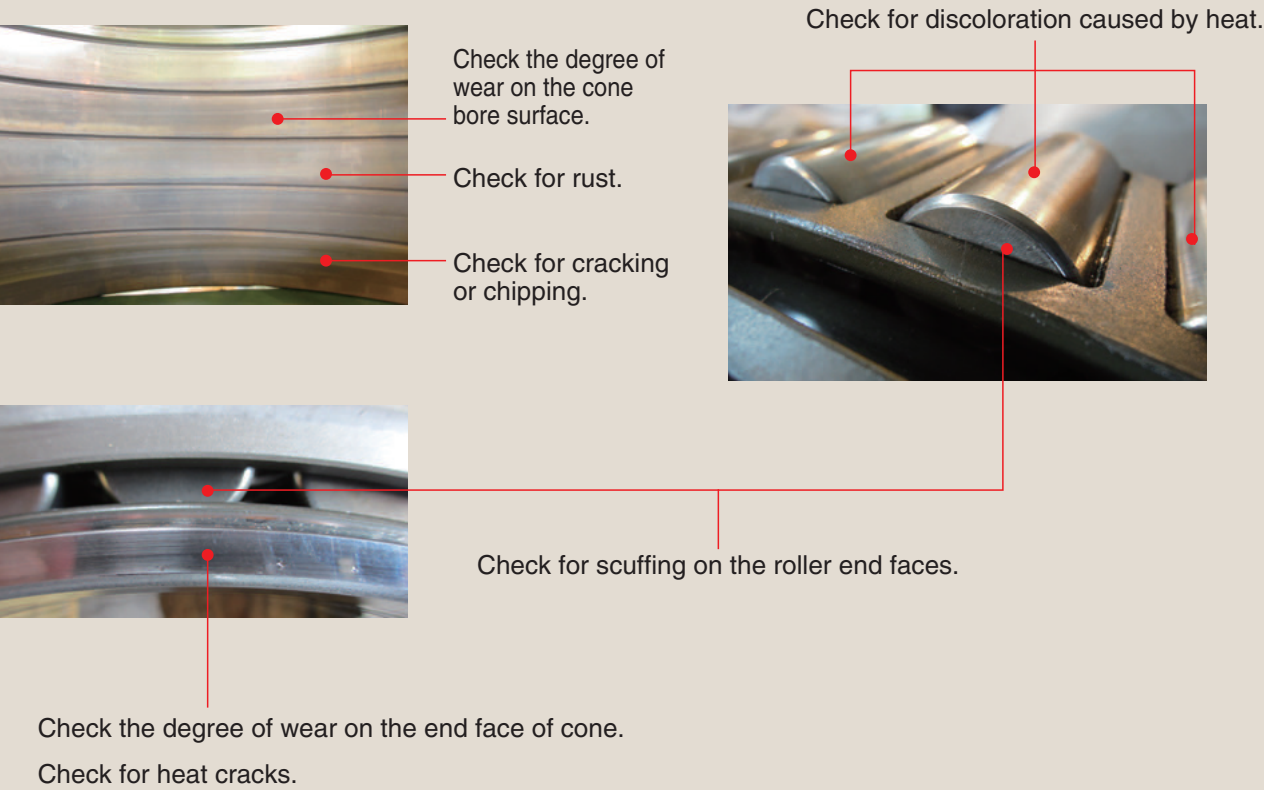 Check for discoloration caused by heat.
Check the degree of
wear on the cone
bore surface.
Check for rust.
Check for cracking
or chipping.
Check for scuffing on the roller end faces.
Check the degree of wear on the end face of cone.
Check for heat cracks.